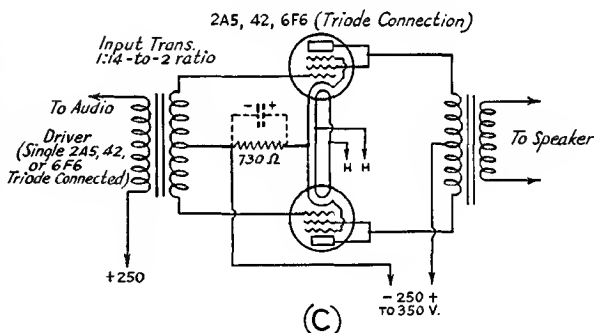 2A5, 42, 6F6 (Triode Connection)
Input Trans.
1:14-to-2 ratio
To Audio
Driver
(Single 2A5, 42,
or 6F6
Triode Connected)
- +
730 Ω
H H
To Speaker
+250
- 250 +
TO 350 V.
(C)